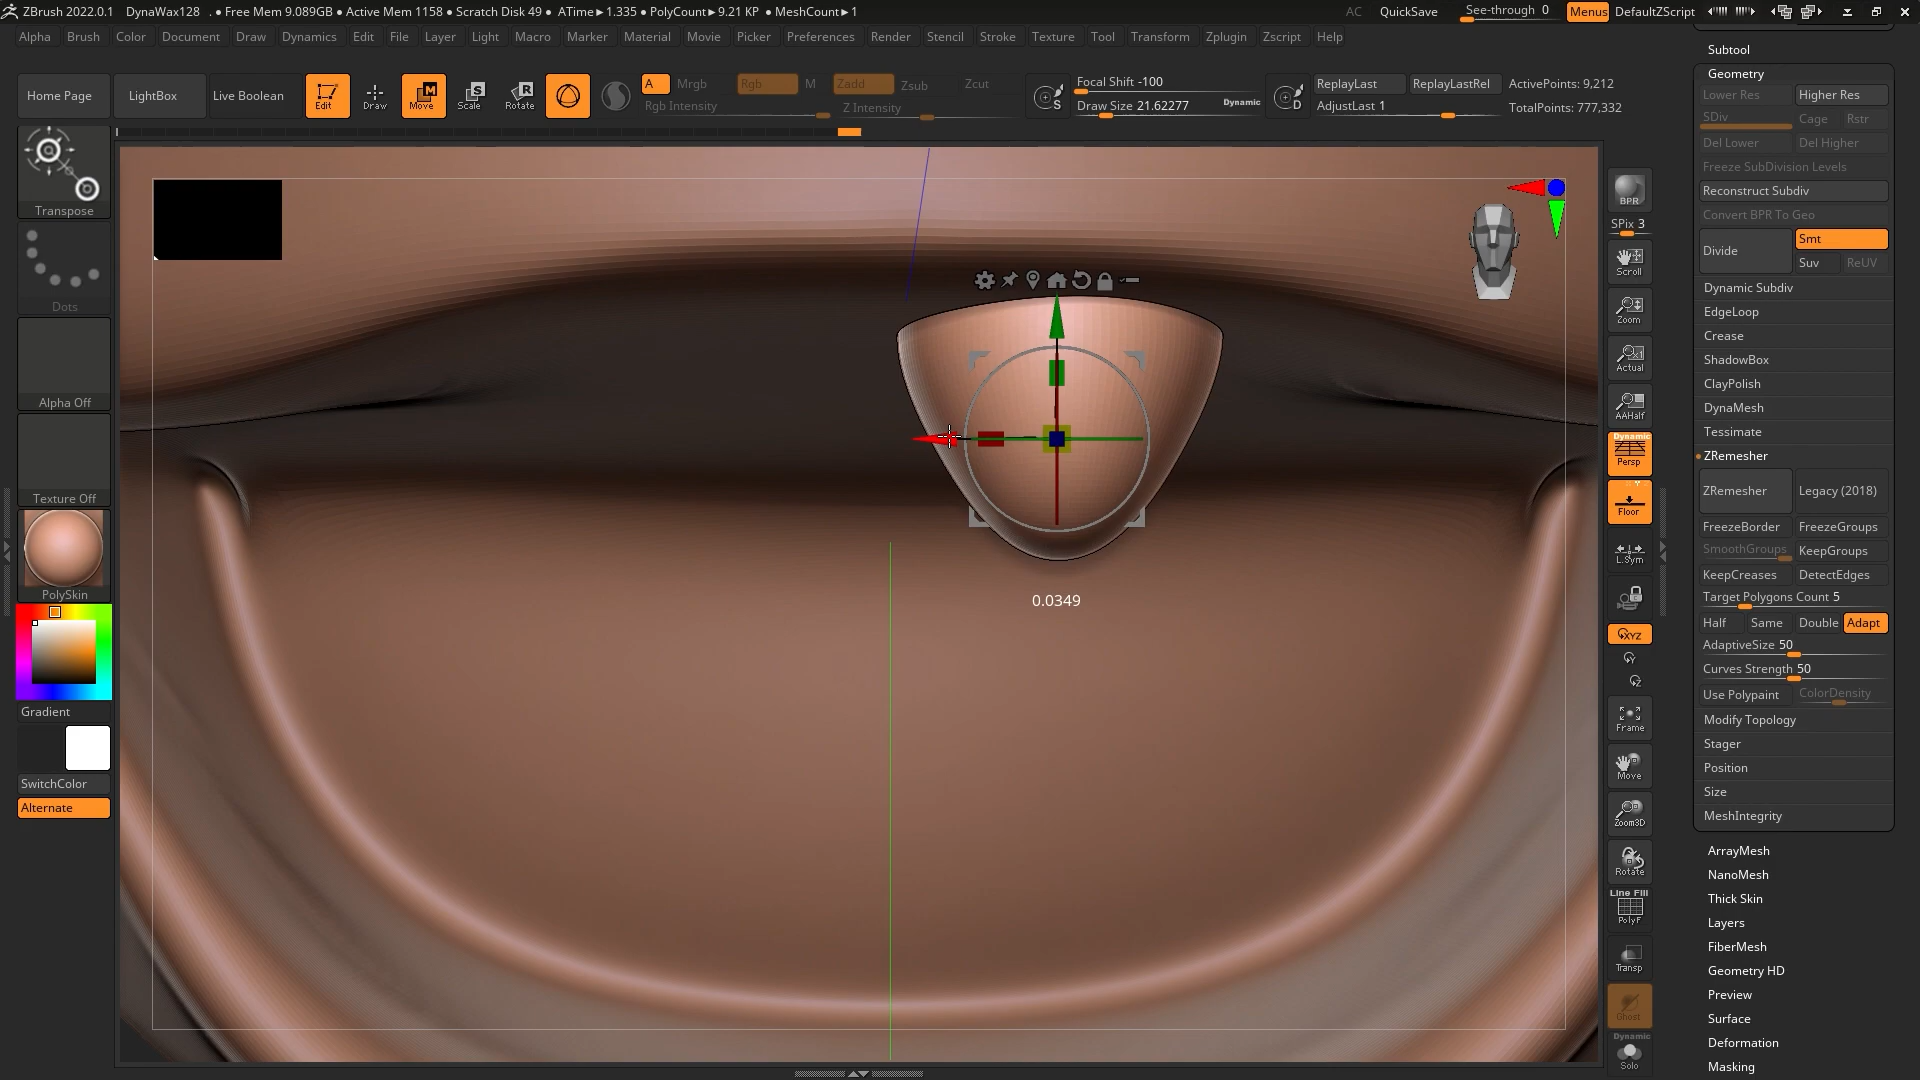 ZBrush 2022.0.1 DynaWax128 . ● Free Mem 9.089GB ● Active Mem 1158 ● Scratch Disk 49 ● ATime►1.335 ● PolyCount►9.21 KP ● MeshCount►1 AC QuickSave See-through 0 Menus DefaultZScript
Alpha Brush Color Document Draw Dynamics Edit File Layer Light Macro Marker Material Movie Picker Preferences Render Stencil Stroke Texture Tool Transform Zplugin Zscript Help
Home Page LightBox Live Boolean Edit Draw Move Scale Rotate
A Mrgb Rgb M Zadd Zsub Zcut
Rgb Intensity Z Intensity
Focal Shift -100
Draw Size 21.62277 Dynamic
ReplayLast ReplayLastRel ActivePoints: 9,212
AdjustLast 1 TotalPoints: 777,332
Transpose
Dots
Alpha Off
Texture Off
PolySkin
Gradient
SwitchColor
Alternate
0.0349
BPR
SPix 3
Scroll
Zoom
Actual
AAHalf
Dynamic
Persp
Floor
L.Sym
XYZ
Y
Z
Frame
Move
Zoom3D
Rotate
Line Fill
PolyF
Transp
Ghost
Dynamic
Solo
Subtool
Geometry
Lower Res Higher Res
SDiv Cage Rstr
Del Lower Del Higher
Freeze SubDivision Levels
Reconstruct Subdiv
Convert BPR To Geo
Divide Smt
Suv ReUV
Dynamic Subdiv
EdgeLoop
Crease
ShadowBox
ClayPolish
DynaMesh
Tessimate
ZRemesher
ZRemesher Legacy (2018)
FreezeBorder FreezeGroups
SmoothGroups KeepGroups
KeepCreases DetectEdges
Target Polygons Count 5
Half Same Double Adapt
AdaptiveSize 50
Curves Strength 50
Use Polypaint ColorDensity
Modify Topology
Stager
Position
Size
MeshIntegrity
ArrayMesh
NanoMesh
Thick Skin
Layers
FiberMesh
Geometry HD
Preview
Surface
Deformation
Masking